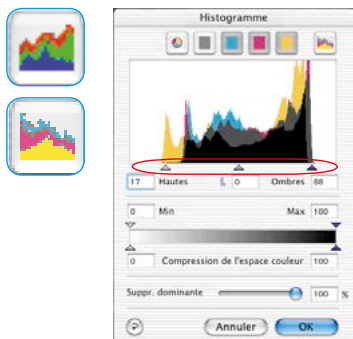 Histogramme
17 Hautes L 0 Ombres 88
0 Min Max 100
0 Compression de l'espace couleur 100
Suppr. dominante 100 %
Annuler OK